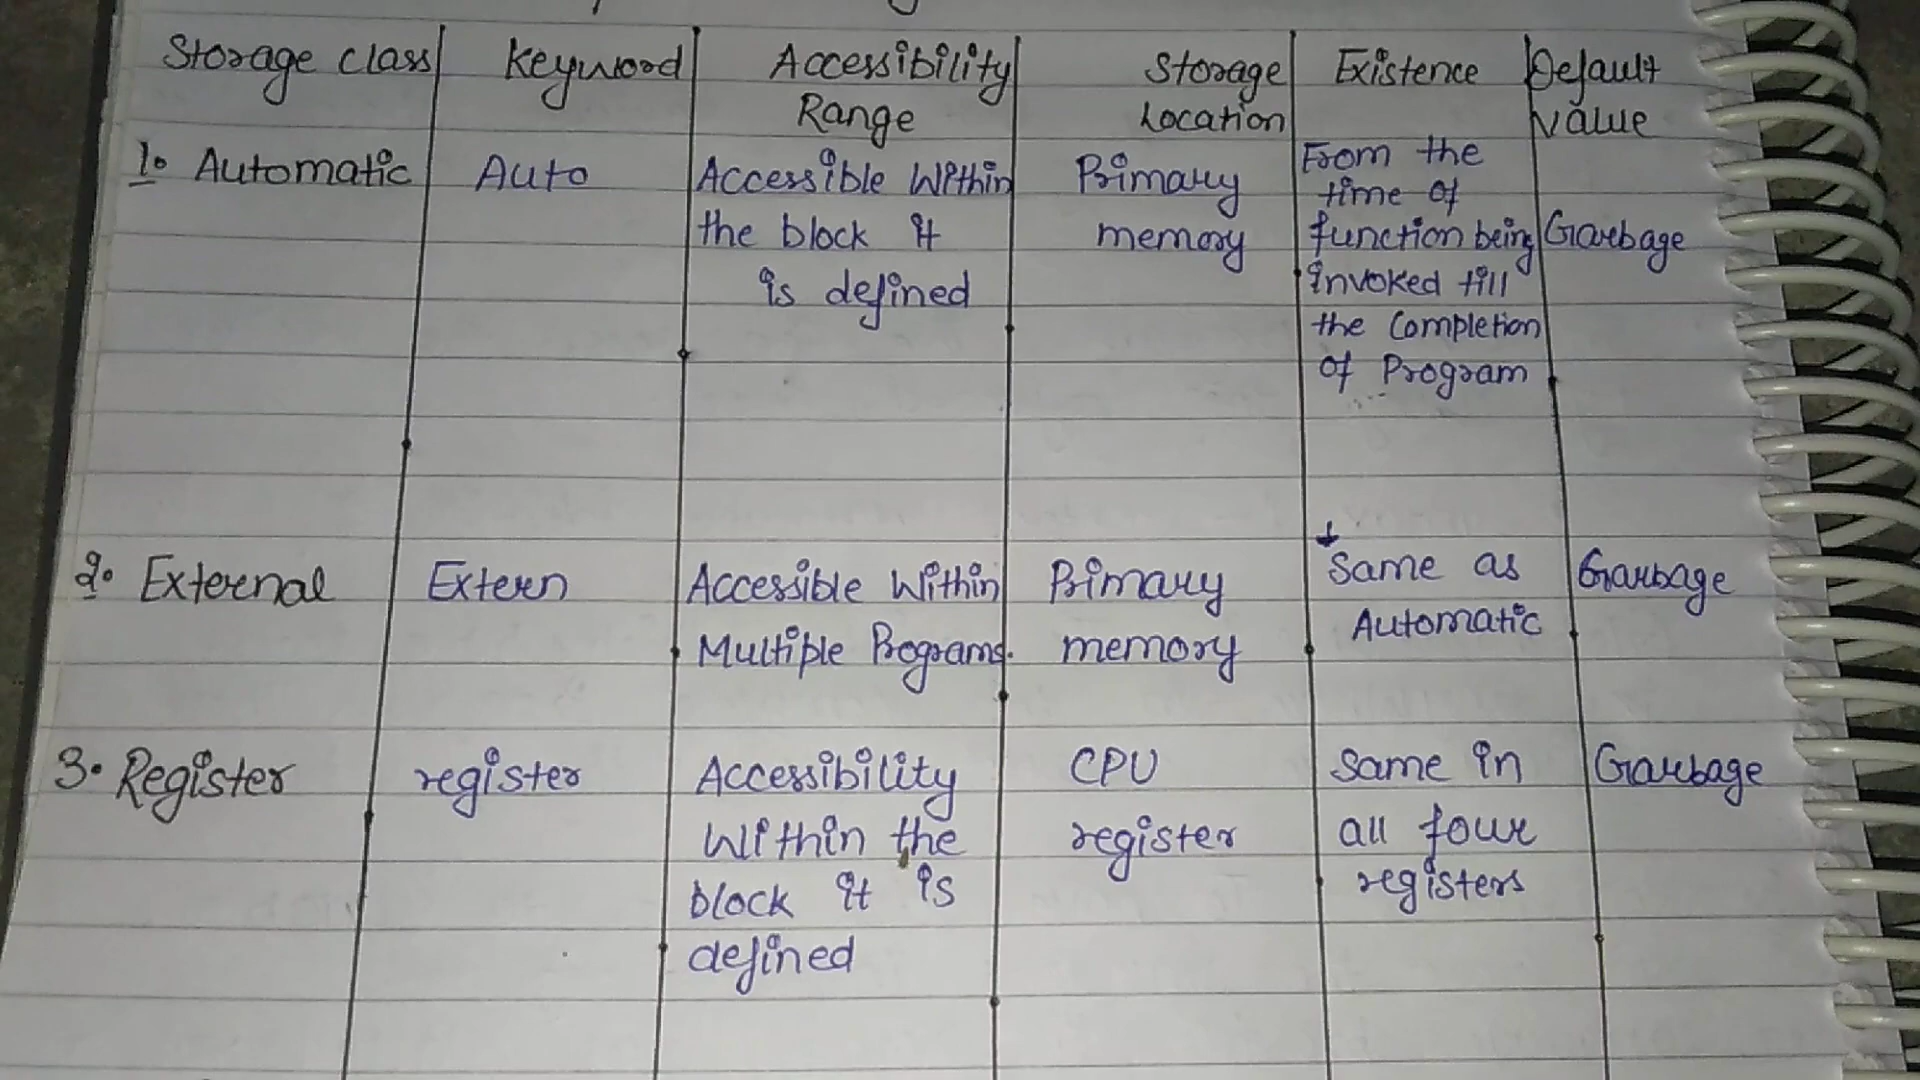 Storage class keyword Accessibility Range Storage Location Existence Default value
1. Automatic Auto Accessible Within the block it is defined Primary memory From the time of function being invoked till the Completion of Program Garbage
2. External Extern Accessible Within Multiple Programs. Primary memory Same as Automatic Garbage
3. Register register Accessibility Within the block it is defined CPU register Same in all four registers Garbage